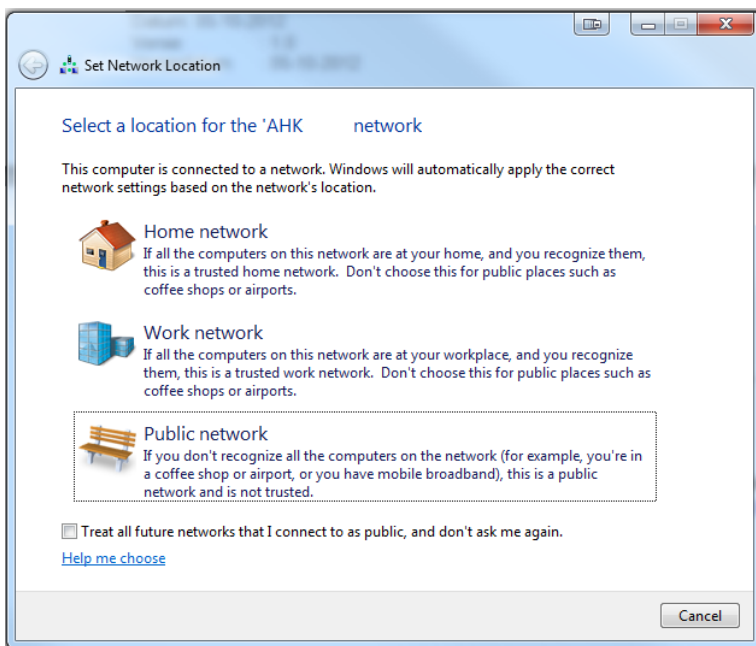 Set Network Location
Select a location for the 'AHK network
This computer is connected to a network. Windows will automatically apply the correct
network settings based on the network's location.
Home network
If all the computers on this network are at your home, and you recognize them,
this is a trusted home network. Don't choose this for public places such as
coffee shops or airports.
Work network
If all the computers on this network are at your workplace, and you recognize
them, this is a trusted work network. Don't choose this for public places such as
coffee shops or airports.
Public network
If you don't recognize all the computers on the network (for example, you're in
a coffee shop or airport, or you have mobile broadband), this is a public
network and is not trusted.
Treat all future networks that I connect to as public, and don't ask me again.
Help me choose
Cancel